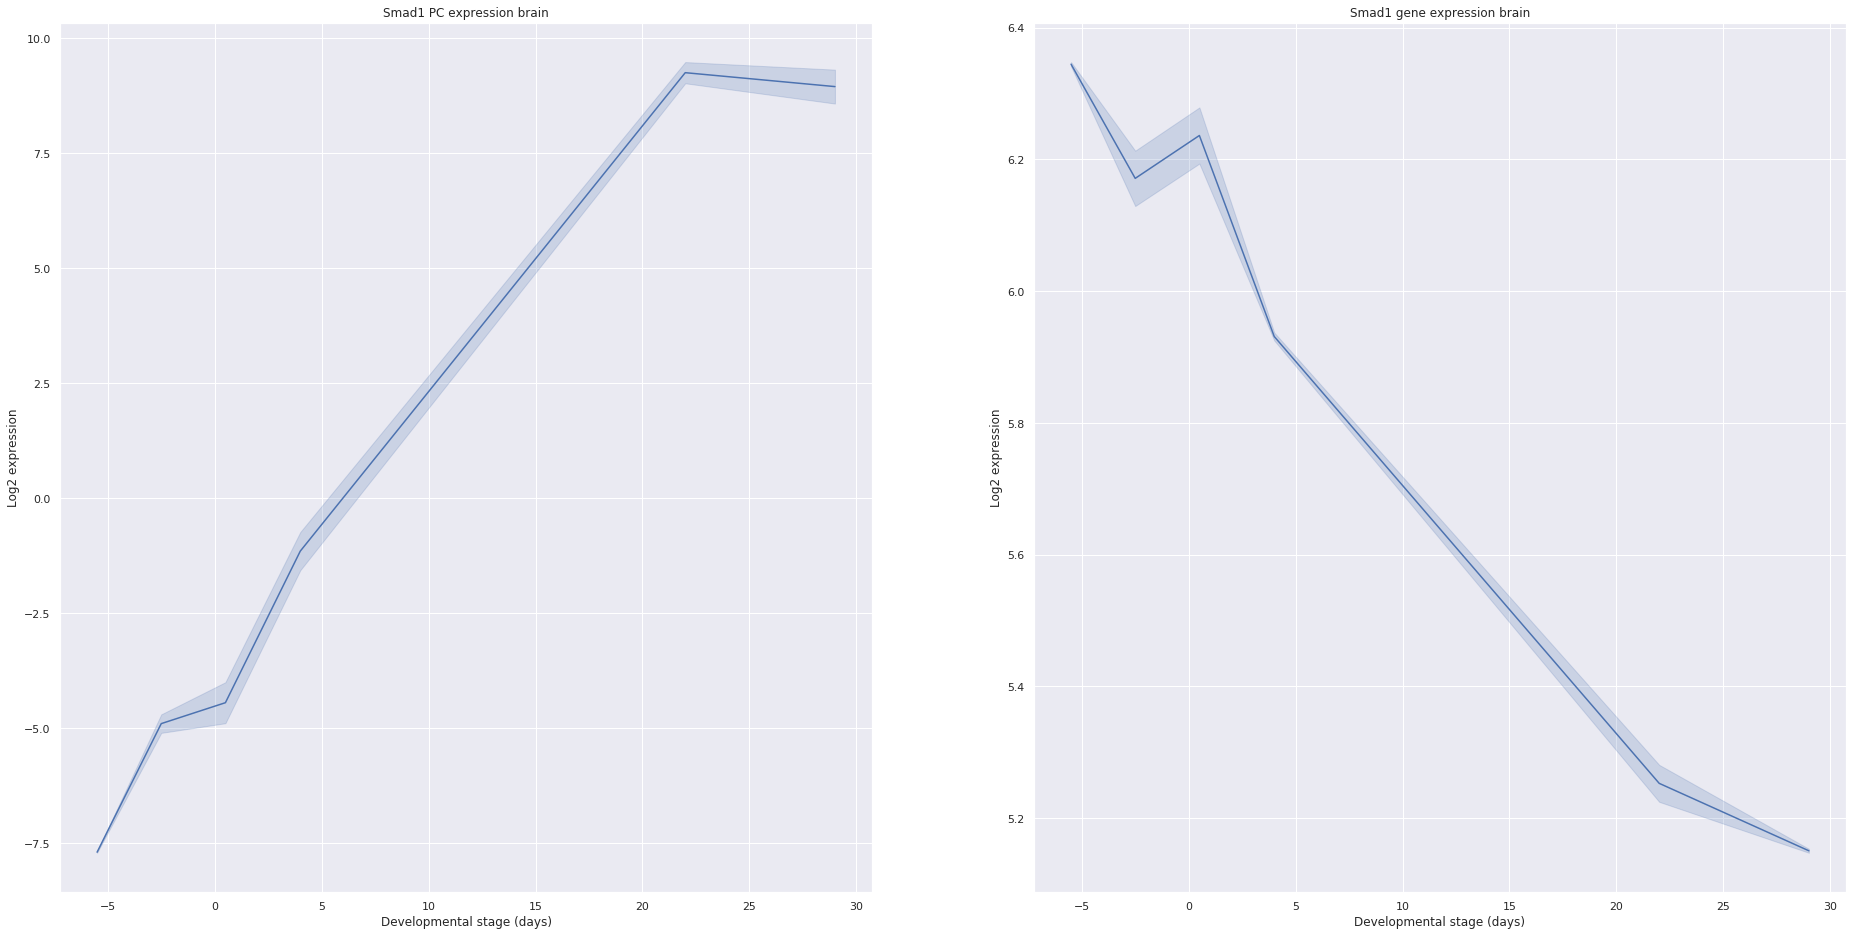 Smad1 PC expression brain
Log2 expression
10.0
7.5
5.0
2.5
0.0
−2.5
−5.0
−7.5
−5 0 5 10 15 20 25 30
Developmental stage (days)
Smad1 gene expression brain
Log2 expression
6.4
6.2
6.0
5.8
5.6
5.4
5.2
−5 0 5 10 15 20 25 30
Developmental stage (days)